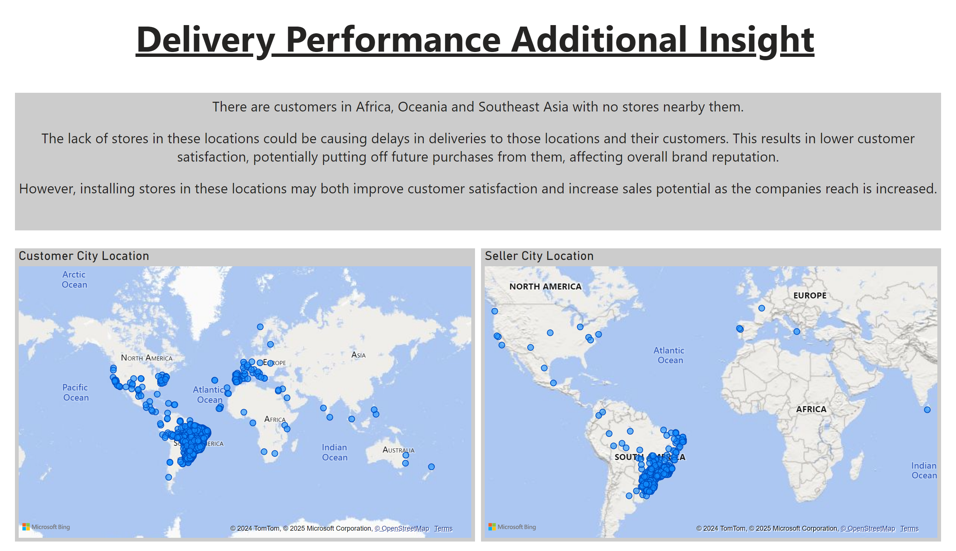 Delivery Performance Additional Insight
There are customers in Africa, Oceania and Southeast Asia with no stores nearby them.
The lack of stores in these locations could be causing delays in deliveries to those locations and their customers. This results in lower customer
satisfaction, potentially putting off future purchases from them, affecting overall brand reputation.
However, installing stores in these locations may both improve customer satisfaction and increase sales potential as the companies reach is increased.
Customer City Location
Arctic
Ocean
NORTH AMERICA
ASIA
Pacific
Ocean
Atlantic
Ocean
AFRICA
Indian
Ocean
AUSTRALIA
Microsoft Bing
© 2024 TomTom, © 2025 Microsoft Corporation, © OpenStreetMap Terms
Seller City Location
NORTH AMERICA
EUROPE
Atlantic
Ocean
AFRICA
SOUTH
Indian
Ocean
Microsoft Bing
© 2024 TomTom, © 2025 Microsoft Corporation, © OpenStreetMap Terms